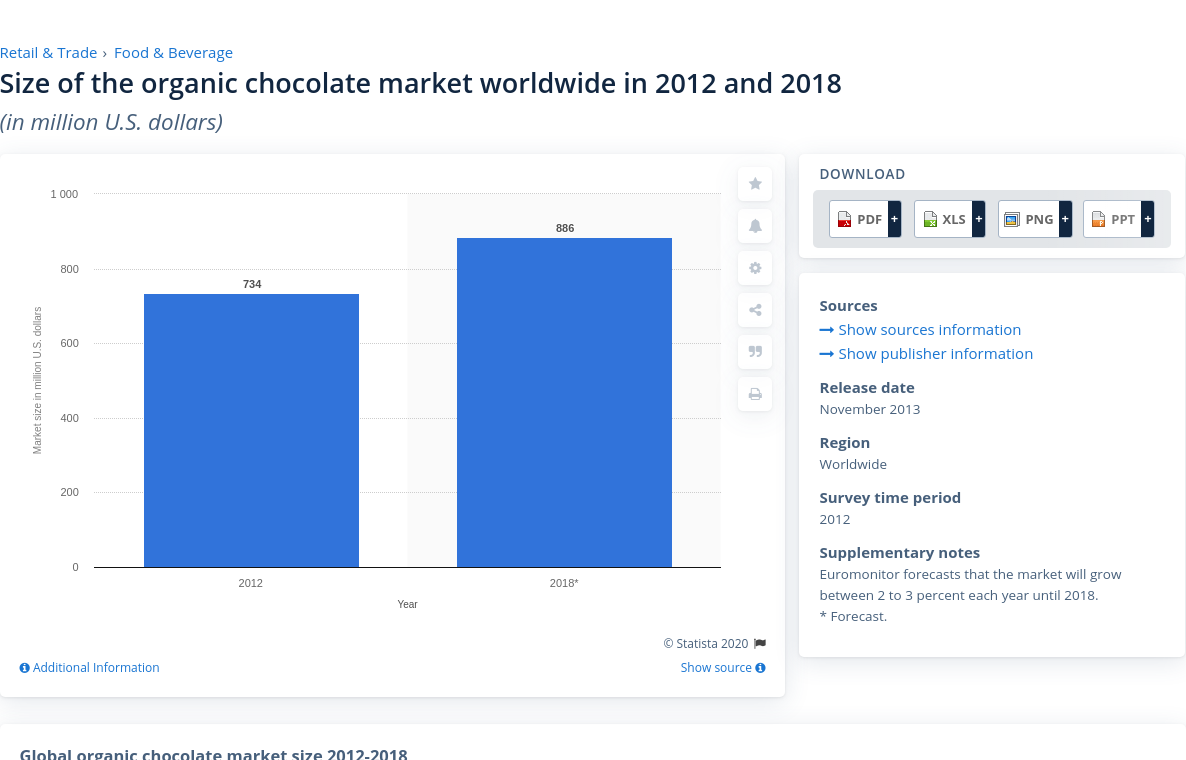 Retail & Trade › Food & Beverage
Size of the organic chocolate market worldwide in 2012 and 2018
(in million U.S. dollars)
1 000
800
600
400
200
0
Market size in million U.S. dollars
734
886
2012
2018*
Year
© Statista 2020
Additional Information
Show source
DOWNLOAD
PDF +
XLS +
PNG +
PPT +
Sources
Show sources information
Show publisher information
Release date
November 2013
Region
Worldwide
Survey time period
2012
Supplementary notes
Euromonitor forecasts that the market will grow
between 2 to 3 percent each year until 2018.
* Forecast.
Global organic chocolate market size 2012-2018